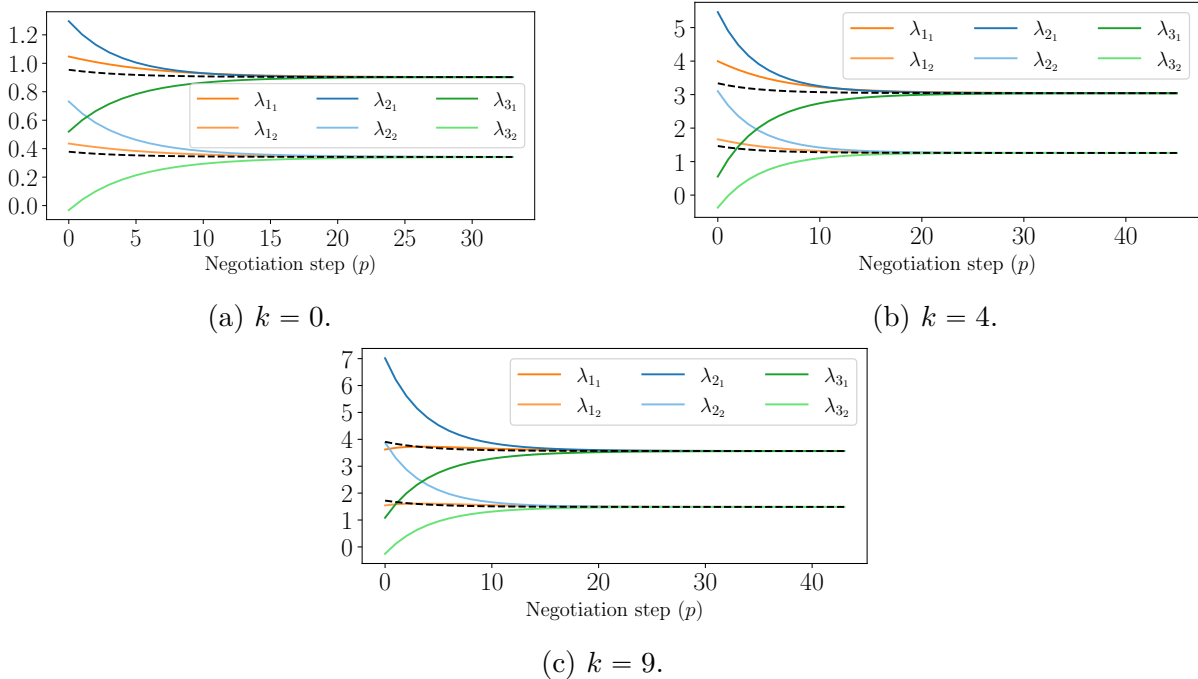 1.2
1.0
0.8
0.6
0.4
0.2
0.0
λ₁₁ λ₂₁ λ₃₁
λ₁₂ λ₂₂ λ₃₂
0 5 10 15 20 25 30
Negotiation step (p)
(a) k = 0.
5
4
3
2
1
0
λ₁₁ λ₂₁ λ₃₁
λ₁₂ λ₂₂ λ₃₂
0 10 20 30 40
Negotiation step (p)
(b) k = 4.
7
6
5
4
3
2
1
0
λ₁₁ λ₂₁ λ₃₁
λ₁₂ λ₂₂ λ₃₂
0 10 20 30 40
Negotiation step (p)
(c) k = 9.